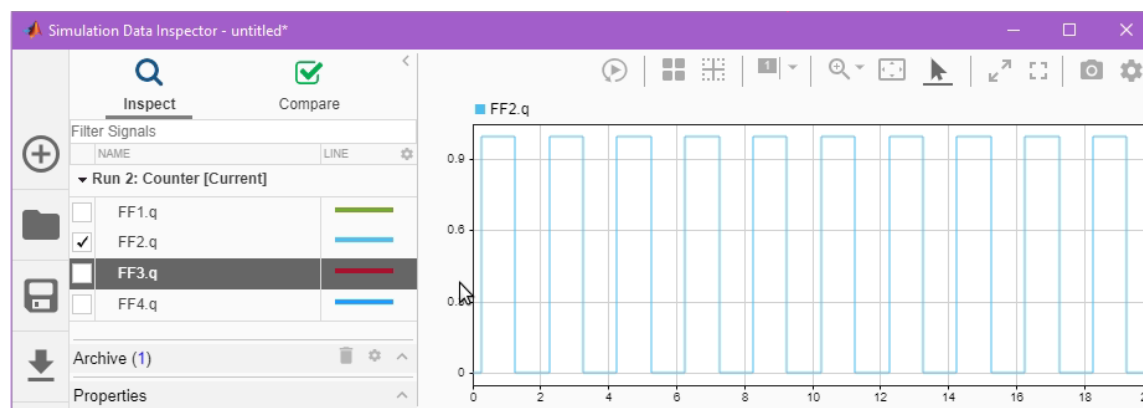 Simulation Data Inspector - untitled*
Inspect
Compare
Filter Signals
NAME LINE
Run 2: Counter [Current]
FF1.q
FF2.q
FF3.q
FF4.q
Archive (1)
Properties
1
FF2.q
0.9
0.6
0
0 2 4 6 8 10 12 14 16 18